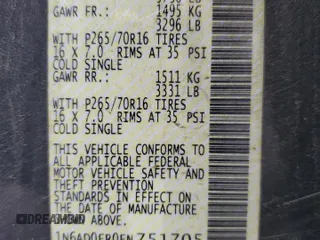 GAWR FR.: 1495 KG
3296 LB
WITH P265/70R16 TIRES
16 X 7.0 RIMS AT 35 PSI
COLD SINGLE
GAWR RR.: 1511 KG
3331 LB
WITH P265/70R16 TIRES
16 X 7.0 RIMS AT 35 PSI
COLD SINGLE
THIS VEHICLE CONFORMS TO
ALL APPLICABLE FEDERAL
MOTOR VEHICLE SAFETY AND
STANDARDS IN EFFECT ON
THE DATE OF MANUFACTURE
SHOWN ABOVE.
DREAMBID